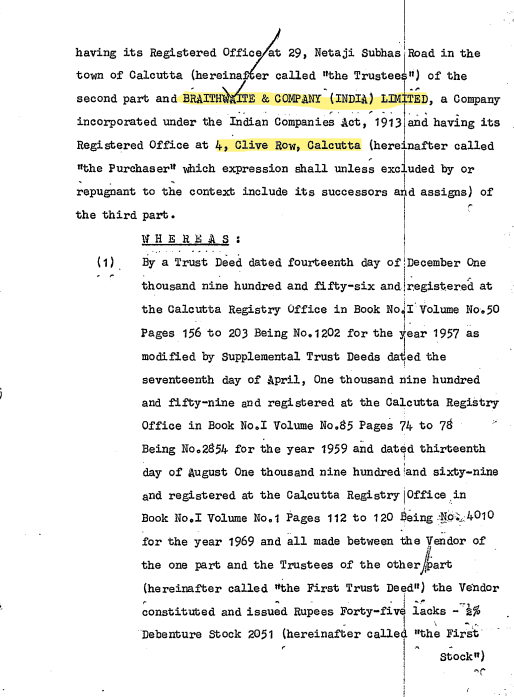 having its Registered Office at 29, Netaji Subhas Road in the
town of Calcutta (hereinafter called "the Trustees") of the
second part and BRAITHWAITE & COMPANY (INDIA) LIMITED, a Company
incorporated under the Indian Companies Act, 1913 and having its
Registered Office at 4, Clive Row, Calcutta (hereinafter called
"the Purchaser" which expression shall unless excluded by or
repugnant to the context include its successors and assigns) of
the third part.
W H E R E A S :
(1) By a Trust Deed dated fourteenth day of December One
thousand nine hundred and fifty-six and registered at
the Calcutta Registry Office in Book No.I Volume No.50
Pages 156 to 203 Being No.1202 for the year 1957 as
modified by Supplemental Trust Deeds dated the
seventeenth day of April, One thousand nine hundred
and fifty-nine and registered at the Calcutta Registry
Office in Book No.I Volume No.85 Pages 74 to 78
Being No.2854 for the year 1959 and dated thirteenth
day of August One thousand nine hundred and sixty-nine
and registered at the Calcutta Registry Office in
Book No.I Volume No.1 Pages 112 to 120 Being No. 4010
for the year 1969 and all made between the Vendor of
the one part and the Trustees of the other part
(hereinafter called "the First Trust Deed") the Vendor
constituted and issued Rupees Forty-five lacks -
Debenture Stock 2051 (hereinafter called "the First
Stock")